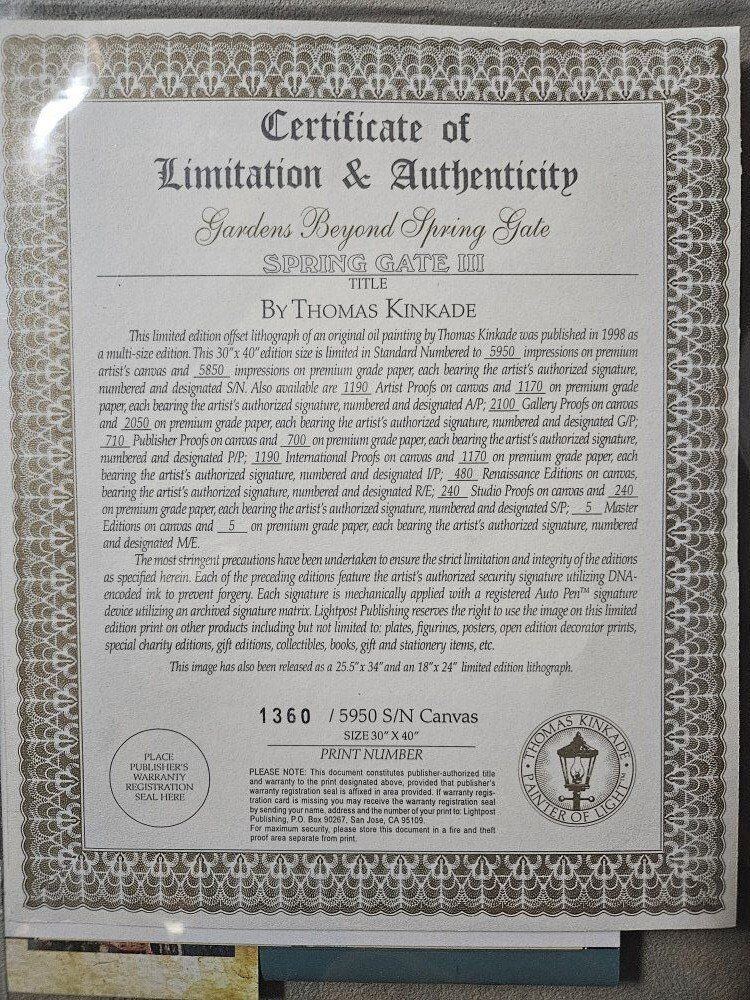 Certificate of
Limitation & Authenticity
Gardens Beyond Spring Gate
SPRING GATE III
TITLE
BY THOMAS KINKADE
This limited edition offset lithograph of an original oil painting by Thomas Kinkade was published in 1998 as
a multi-size edition. This 30"x 40" edition size is limited in Standard Numbered to 5950 impressions on premium
artist's canvas and 5850 impressions on premium grade paper, each bearing the artist's authorized signature,
numbered and designated S/N. Also available are 1190 Artist Proofs on canvas and 1170 on premium grade
paper, each bearing the artist's authorized signature, numbered and designated A/P; 2100 Gallery Proofs on canvas
and 2050 on premium grade paper, each bearing the artist's authorized signature, numbered and designated G/P;
710 Publisher Proofs on canvas and 700 on premium grade paper, each bearing the artist's authorized signature,
numbered and designated P/P; 1190 International Proofs on canvas and 1170 on premium grade paper, each
bearing the artist's authorized signature, numbered and designated I/P; 480 Renaissance Editions on canvas,
bearing the artist's authorized signature, numbered and designated R/E; 240 Studio Proofs on canvas and 240
on premium grade paper, each bearing the artist's authorized signature, numbered and designated S/P; 5 Master
Editions on canvas and 5 on premium grade paper, each bearing the artist's authorized signature, numbered
and designated M/E.
The most stringent precautions have been undertaken to ensure the strict limitation and integrity of the editions
as specified herein. Each of the preceding editions feature the artist's authorized security signature utilizing DNA-
encoded ink to prevent forgery. Each signature is mechanically applied with a registered Auto Pen™ signature
device utilizing an archived signature matrix. Lightpost Publishing reserves the right to use the image on this limited
edition print on other products including but not limited to: plates, figurines, posters, open edition decorator prints,
special charity editions, gift editions, collectibles, books, gift and stationery items, etc.
This image has also been released as a 25.5"x 34" and an 18"x 24" limited edition lithograph.
1360 / 5950 S/N Canvas
SIZE 30" X 40"
PRINT NUMBER
PLACE
PUBLISHER'S
WARRANTY
REGISTRATION
SEAL HERE
PLEASE NOTE: This document constitutes publisher-authorized title
and warranty to the print designated above, provided that publisher's
warranty registration seal is affixed in area provided. If warranty regis-
tration card is missing you may receive the warranty registration seal
by sending your name, address and the number of your print to: Lightpost
Publishing, P.O. Box 90267, San Jose, CA 95109.
For maximum security, please store this document in a fire and theft
proof area separate from print.
THOMAS KINKADE
PAINTER OF LIGHT™